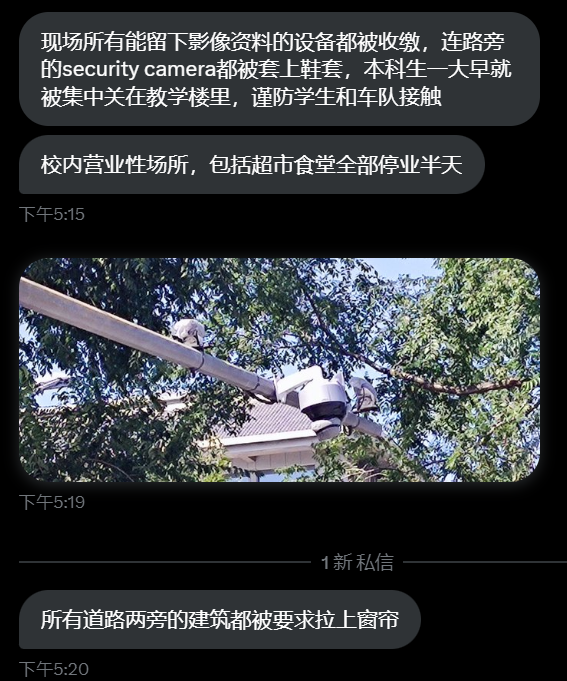 现场所有能留下影像资料的设备都被收缴，连路旁
的security camera都被套上鞋套，本科生一大早就
被集中关在教学楼里，谨防学生和车队接触
校内营业性场所，包括超市食堂全部停业半天
下午5:15
下午5:19
1 新 私信
所有道路两旁的建筑都被要求拉上窗帘
下午5:20